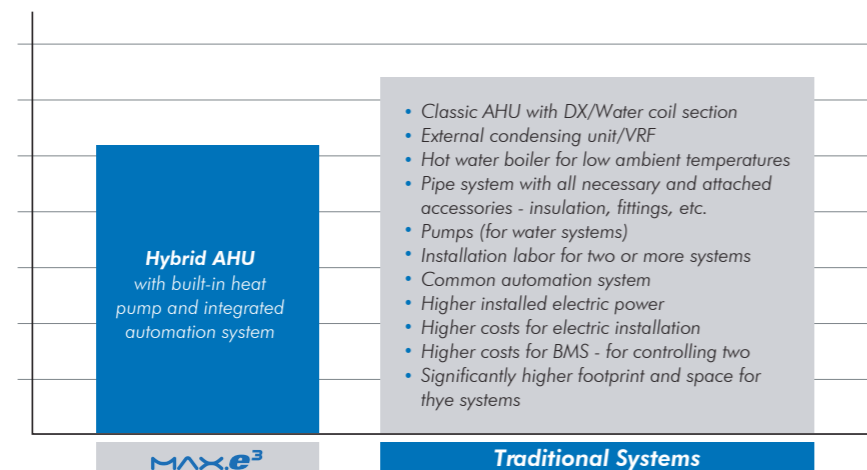 Hybrid AHU
with built-in heat
pump and integrated
automation system
• Classic AHU with DX/Water coil section
• External condensing unit/VRF
• Hot water boiler for low ambient temperatures
• Pipe system with all necessary and attached
accessories - insulation, fittings, etc.
• Pumps (for water systems)
• Installation labor for two or more systems
• Common automation system
• Higher installed electric power
• Higher costs for electric installation
• Higher costs for BMS - for controlling two
• Significantly higher footprint and space for
thye systems
MAX.e³
Traditional Systems